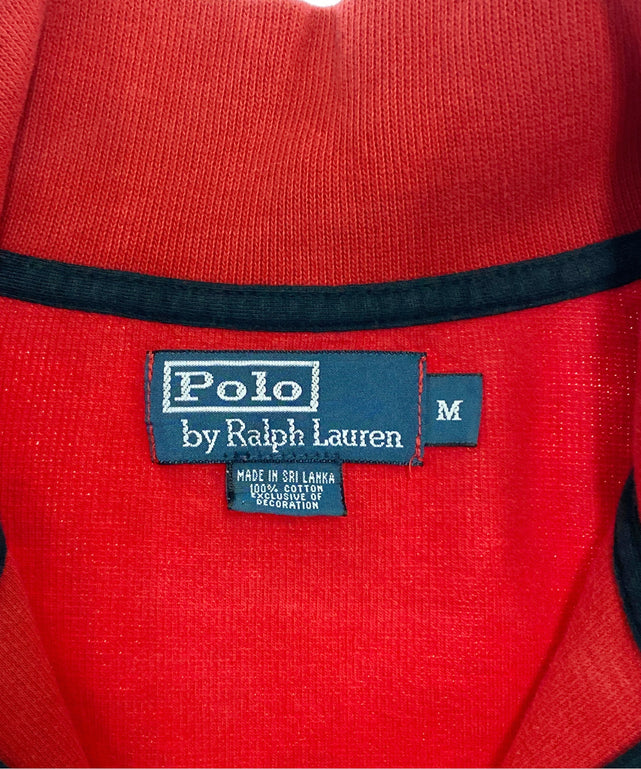 Polo
by Ralph Lauren
M
MADE IN SRI LANKA
100% COTTON
EXCLUSIVE OF
DECORATION